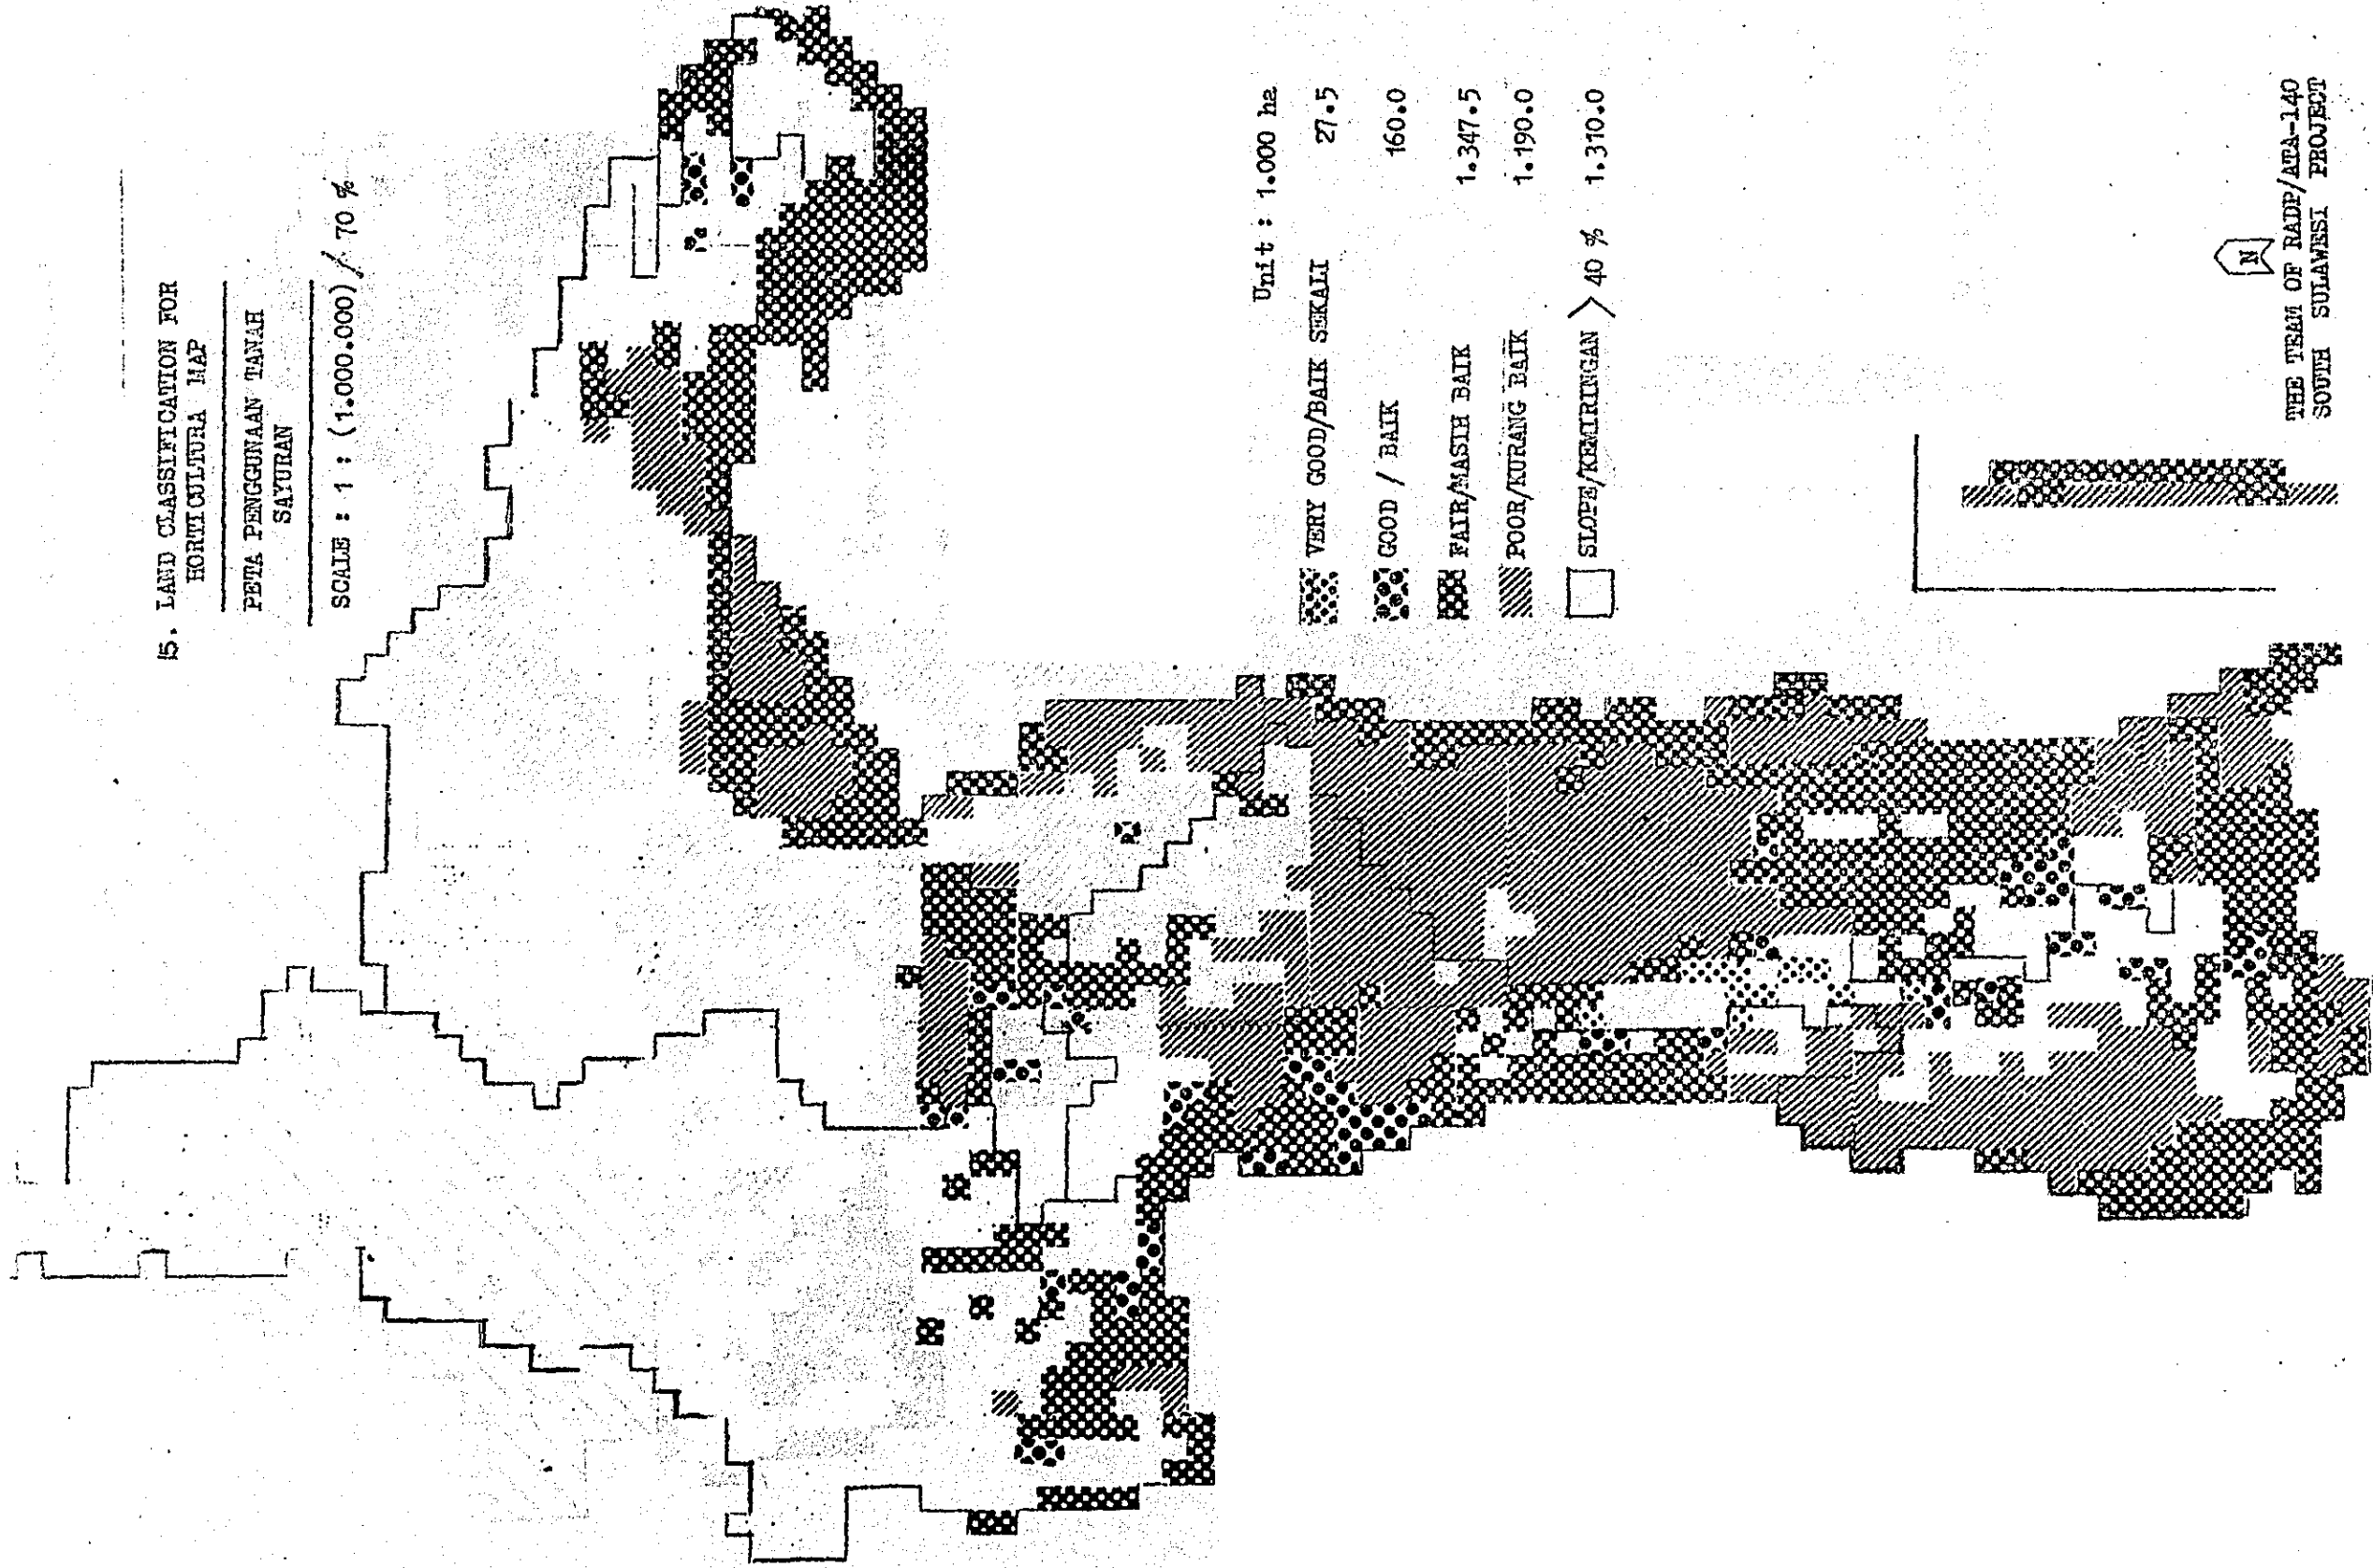 15. LAND CLASSIFICATION FOR
HORTICULTURA MAP
PETA PENGGUNAAN TANAH
SAYURAN
SCALE : 1 : (1.000.000) / 70 %
Unit : 1.000 ha
VERY GOOD/BAIK SEKALI 27.5
GOOD / BAIK 160.0
FAIR/MASIH BAIK 1.347.5
POOR/KURANG BAIK 1.190.0
SLOPE/KEMIRINGAN > 40 % 1.310.0
N
THE TEAM OF RADP/ATA-140
SOUTH SULAWESI PROJECT